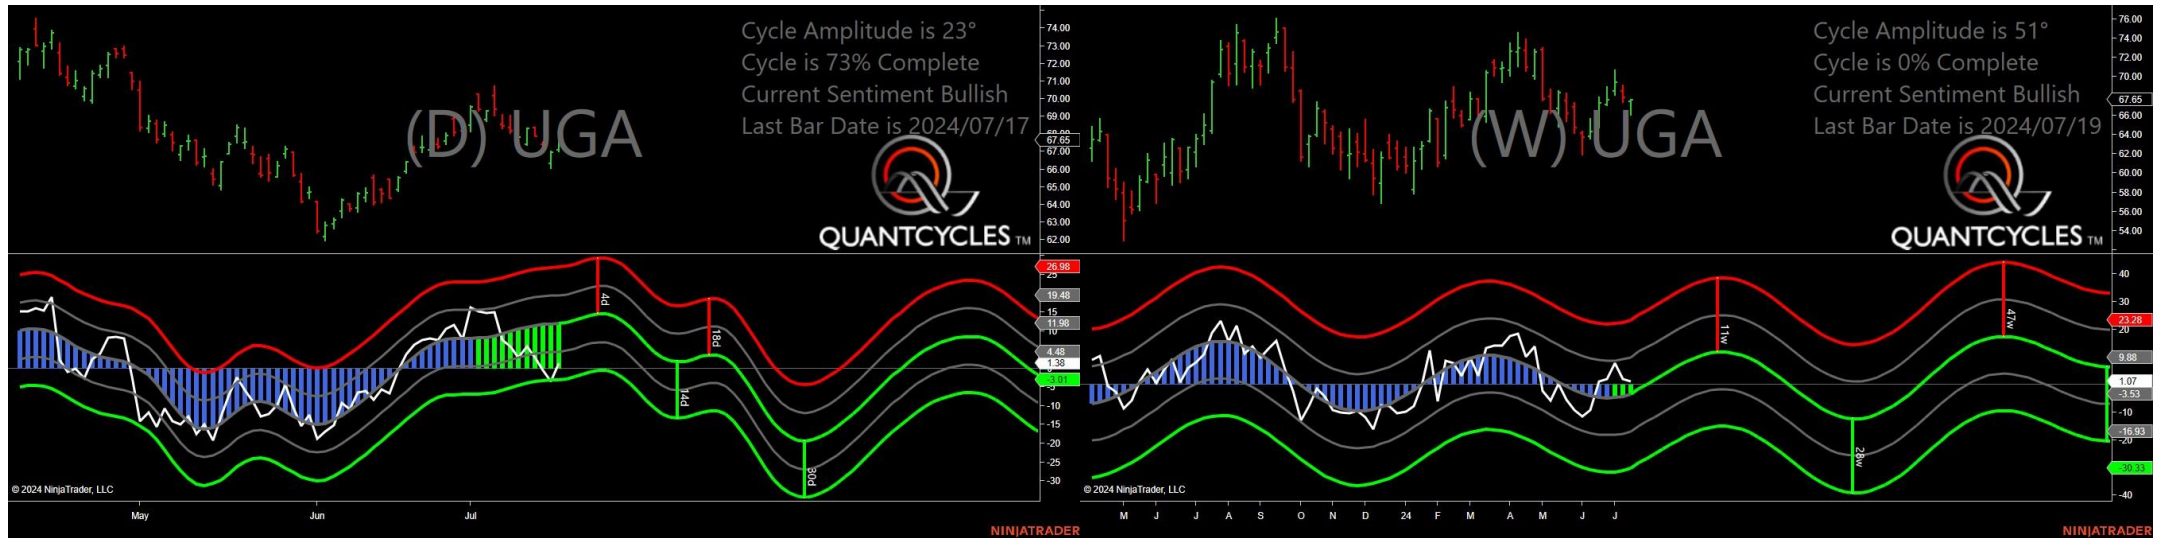 Cycle Amplitude is 23°
Cycle is 73% Complete
Current Sentiment Bullish
Last Bar Date is 2024/07/17
(D) UGA
QUANTCYCLES TM
74.00
73.00
72.00
71.00
70.00
69.00
67.65
67.00
66.00
65.00
64.00
63.00
62.00
26.98
25
19.48
15
11.98
10
4.48
1.38
-3.01
-5
-10
-15
-20
-25
-30
4d
14d
18d
30d
© 2024 NinjaTrader, LLC
May Jun Jul
NINJATRADER
Cycle Amplitude is 51°
Cycle is 0% Complete
Current Sentiment Bullish
Last Bar Date is 2024/07/19
(W) UGA
QUANTCYCLES TM
76.00
74.00
72.00
70.00
67.65
66.00
64.00
62.00
60.00
58.00
56.00
54.00
40
30
23.28
20
9.88
1.07
-3.53
-10
-16.93
-20
-30.33
-40
11w
28w
47w
© 2024 NinjaTrader, LLC
M J J A S O N D 24 F M A M J J
NINJATRADER